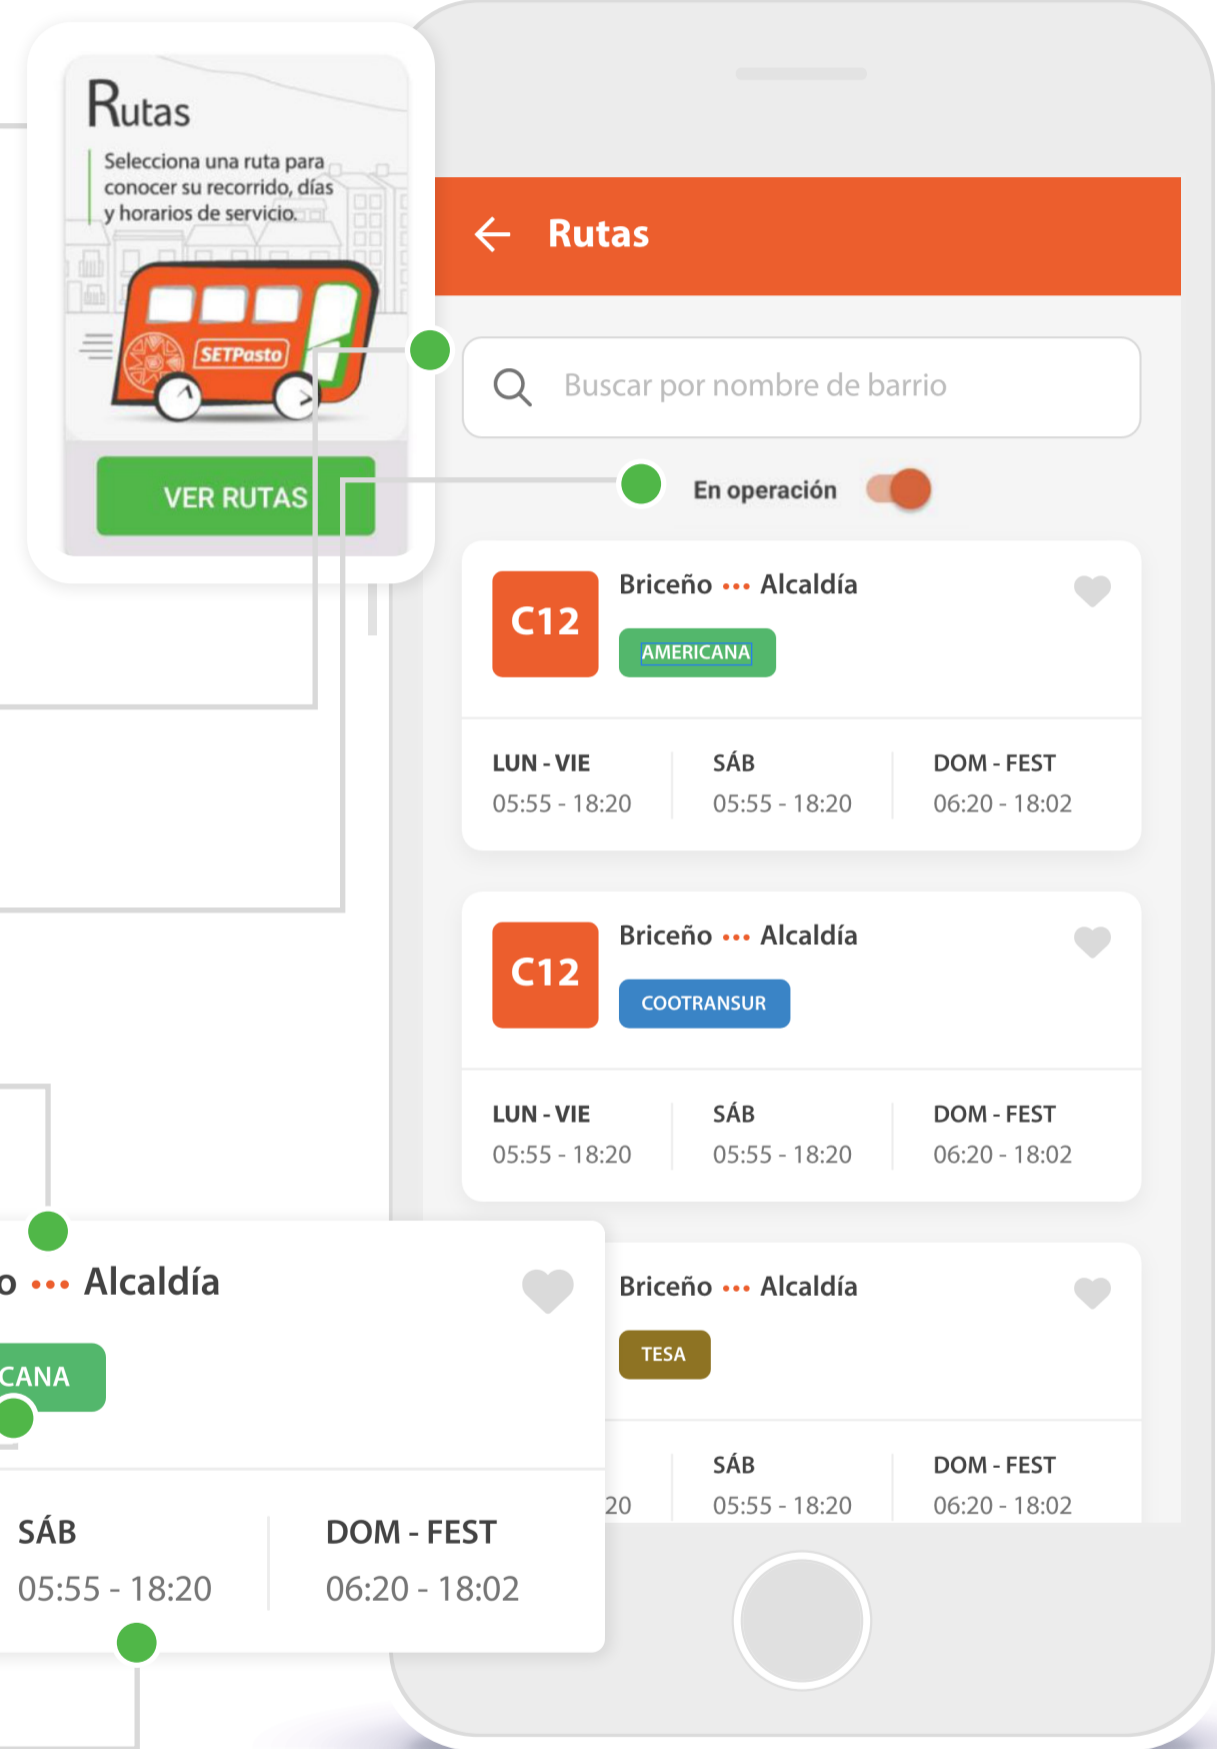 Rutas
Selecciona una ruta para
conocer su recorrido, días
y horarios de servicio.
SETPasto
VER RUTAS
Rutas
Buscar por nombre de barrio
En operación
C12
Briceño ••• Alcaldía
AMERICANA
LUN - VIE SÁB DOM - FEST
05:55 - 18:20 05:55 - 18:20 06:20 - 18:02
C12
Briceño ••• Alcaldía
COOTRANSUR
LUN - VIE SÁB DOM - FEST
05:55 - 18:20 05:55 - 18:20 06:20 - 18:02
Briceño ••• Alcaldía
TESA
SÁB DOM - FEST
20 05:55 - 18:20 06:20 - 18:02
o ••• Alcaldía
CANA
SÁB DOM - FEST
05:55 - 18:20 06:20 - 18:02